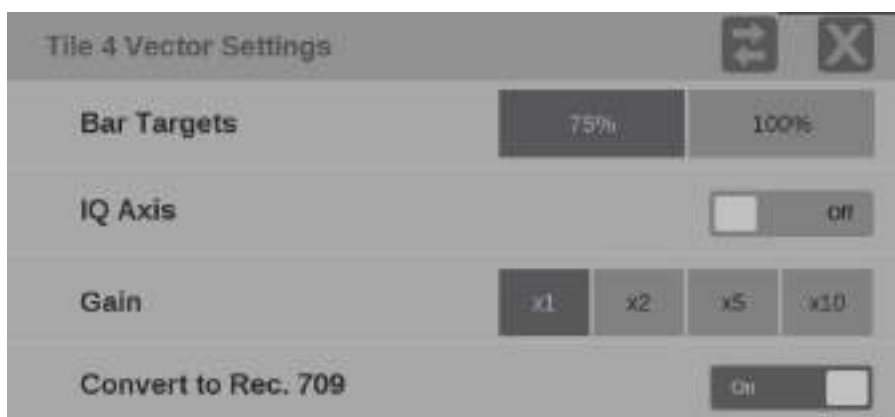 Tile 4 Vector Settings
Bar Targets 75% 100%
IQ Axis Off
Gain x1 x2 x5 x10
Convert to Rec. 709 On